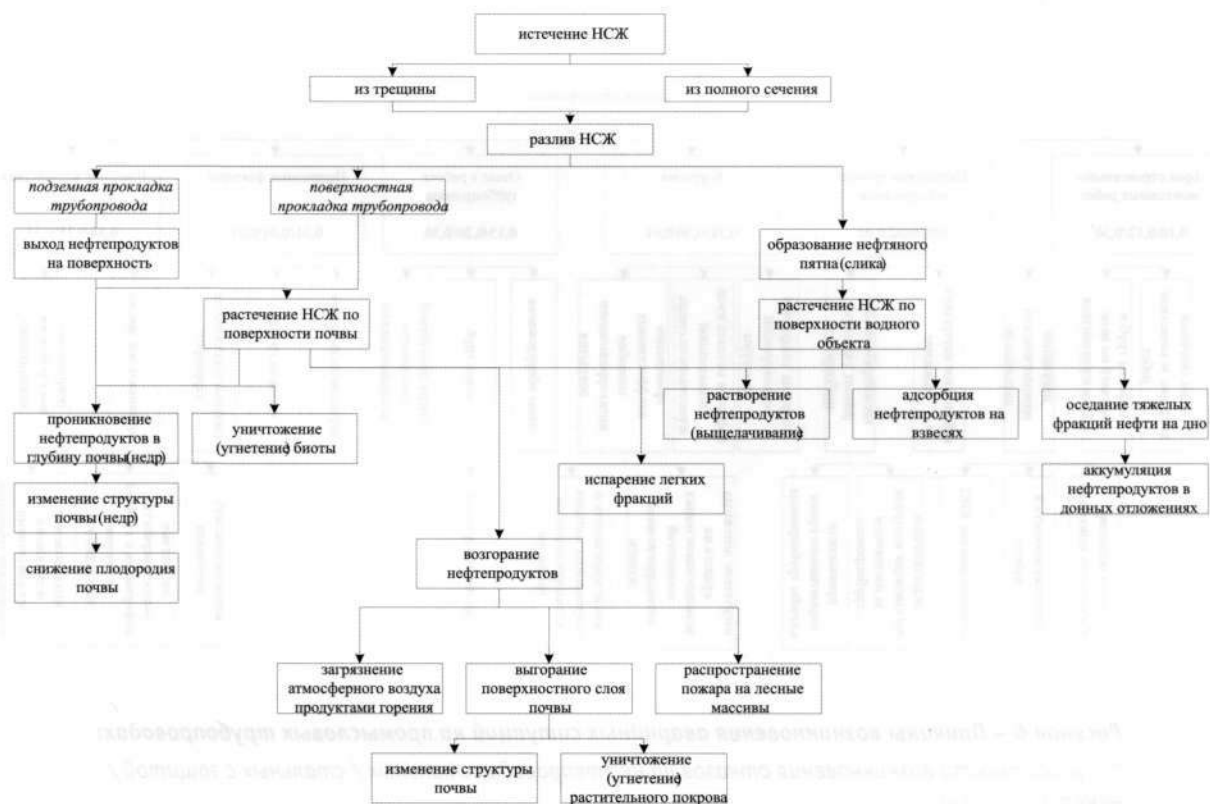 истечение НСЖ
из трещины
из полного сечения
разлив НСЖ
подземная прокладка
трубопровода
поверхностная
прокладка трубопровода
выход нефтепродуктов
на поверхность
образование нефтяного
пятна (слика)
растечение НСЖ по
поверхности почвы
растечение НСЖ по
поверхности водного
объекта
проникновение
нефтепродуктов в
глубину почвы (недр)
уничтожение
(угнетение) биоты
растворение
нефтепродуктов
(выщелачивание)
адсорбция
нефтепродуктов на
взвесях
оседание тяжелых
фракций нефти на дно
изменение структуры
почвы (недр)
испарение легких
фракций
аккумуляция
нефтепродуктов в
донных отложениях
снижение плодородия
почвы
возгорание
нефтепродуктов
загрязнение
атмосферного воздуха
продуктами горения
выгорание
поверхностного слоя
почвы
распространение
пожара на лесные
массивы
изменение структуры
почвы
уничтожение
(угнетение)
растительного покрова